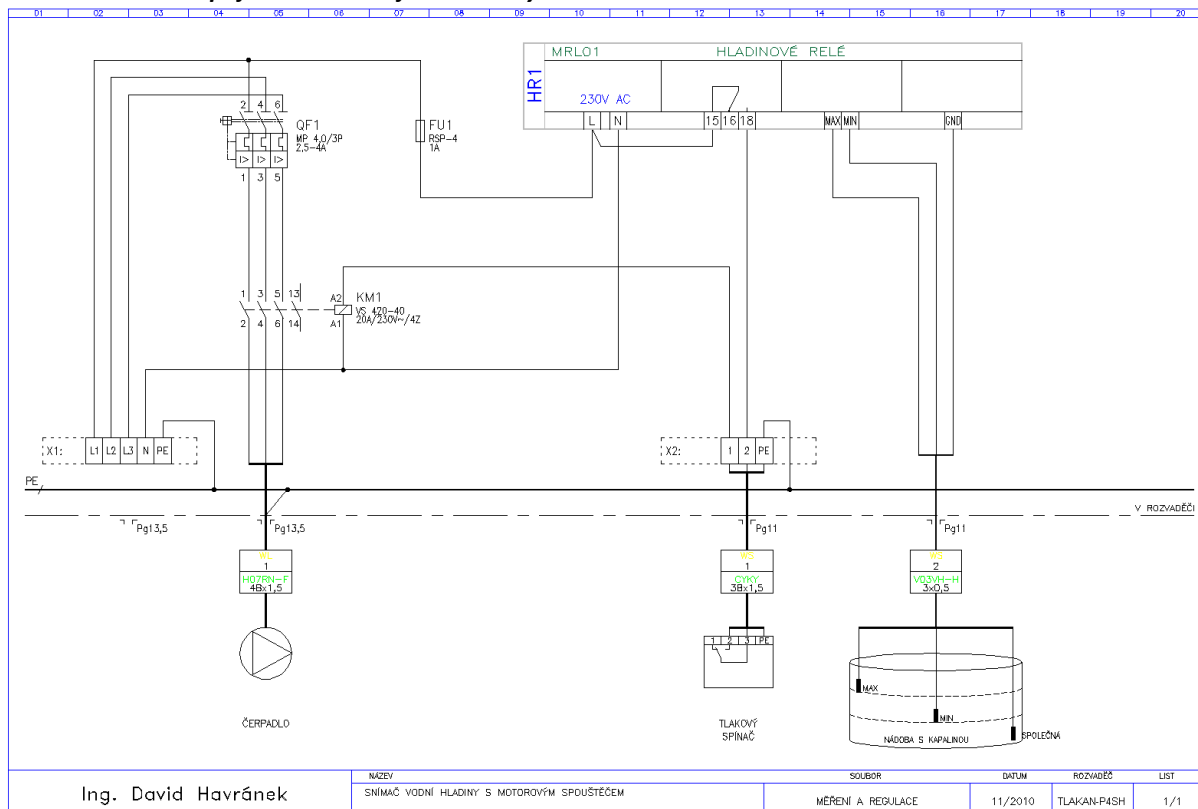 01 02 03 04 05 06 07 08 09 10 11 12 13 14 15 16 17 18 19 20
MRLO1 HLADINOVÉ RELÉ
HR1
230V AC
L N 15 16 18 MAX MIN GND
2 4 6
QF1
MP 4,0/3P
2,5-4A
I> I> I>
1 3 5
FU1
RSP-4
1A
1 3 5 13
2 4 6 14
A2
A1
KM1
VS 420-40
20A/230V~/4Z
X1: L1 L2 L3 N PE
X2: 1 2 PE
PE
V ROZVADĚČI
Pg13,5
Pg13,5
Pg11
Pg11
WL
1
H07RN-F
4Bx1,5
WS
1
CYKY
3Bx1,5
WS
2
V03VH-H
3x0,5
1 2 3 PE
ČERPADLO
TLAKOVÝ
SPÍNAČ
MAX
MIN
SPOLEČNÁ
NÁDOBA S KAPALINOU
Ing. David Havránek
NÁZEV
SNÍMAČ VODNÍ HLADINY S MOTOROVÝM SPOUŠTĚČEM
SOUBOR
MĚŘENÍ A REGULACE
DATUM
11/2010
ROZVADĚČ
TLAKAN-P4SH
LIST
1/1